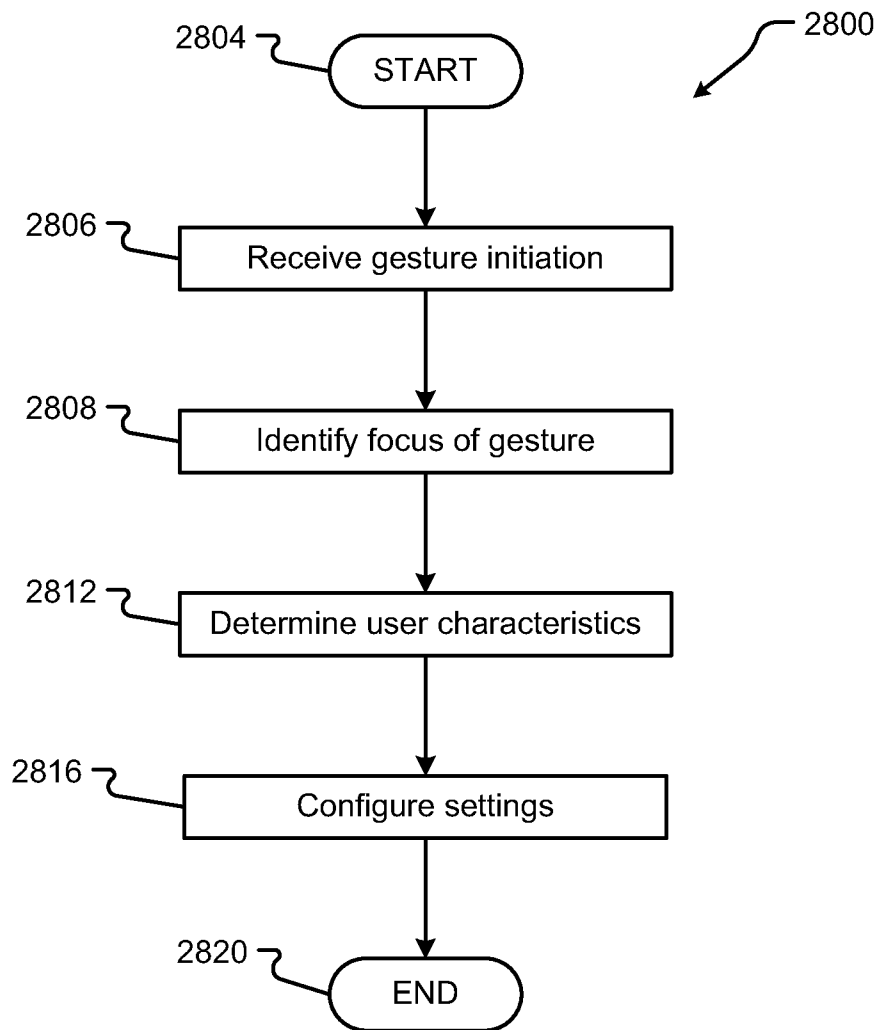 2800
2804
START
2806
Receive gesture initiation
2808
Identify focus of gesture
2812
Determine user characteristics
2816
Configure settings
2820
END